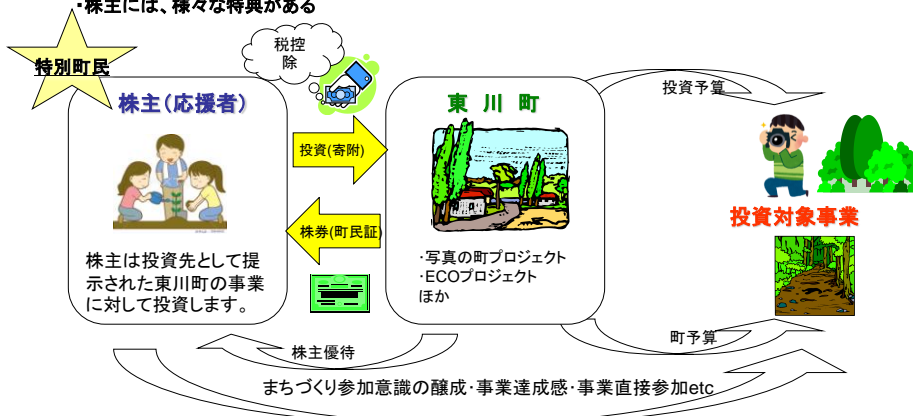 ・株主には、様々な特典がある
特別町民
税控
除
株主(応援者)
東 川 町
投資予算
投資(寄附)
株券(町民証)
投資対象事業
株主は投資先として提
示された東川町の事業
に対して投資します。
・写真の町プロジェクト
・ECOプロジェクト
ほか
町予算
株主優待
まちづくり参加意識の醸成・事業達成感・事業直接参加etc